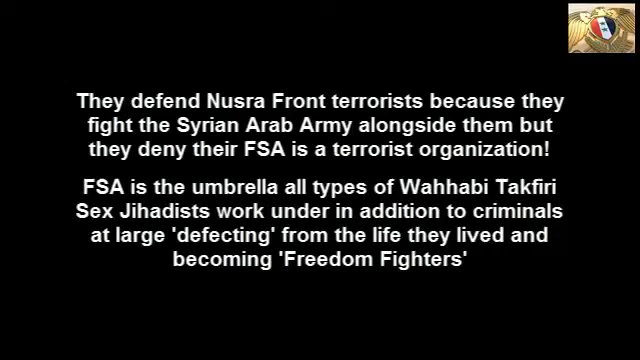 They defend Nusra Front terrorists because they
fight the Syrian Arab Army alongside them but
they deny their FSA is a terrorist organization!
FSA is the umbrella all types of Wahhabi Takfiri
Sex Jihadists work under in addition to criminals
at large 'defecting' from the life they lived and
becoming 'Freedom Fighters'